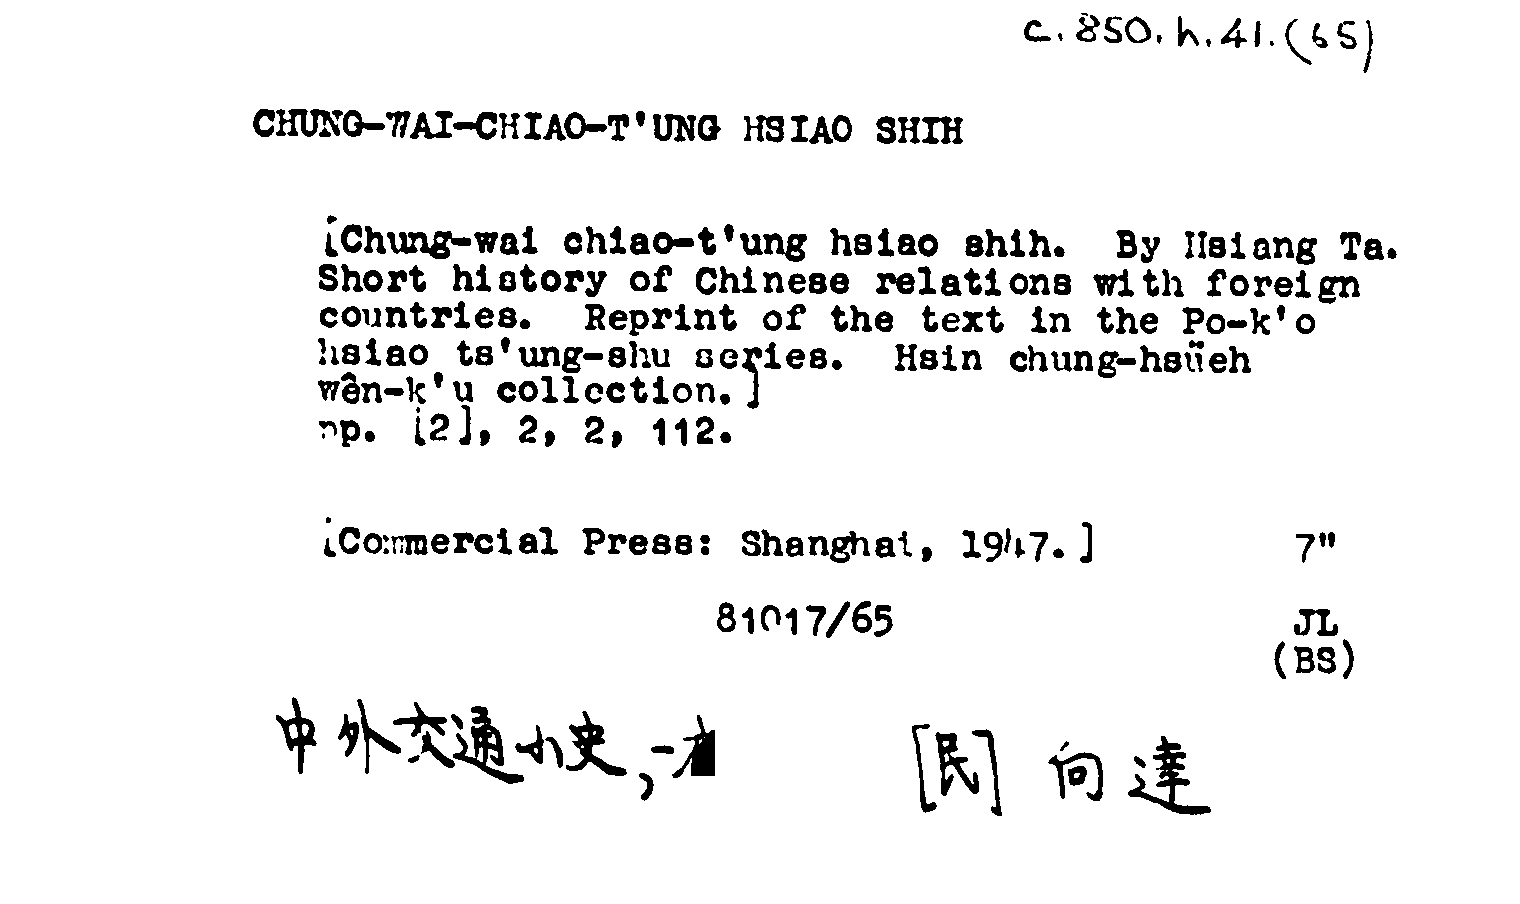 c.850.h.41.(65)
CHUNG-WAI-CHIAO-T'UNG HSIAO SHIH
[Chung-wai chiao-t'ung hsiao shih. By Hsiang Ta.
Short history of Chinese relations with foreign
countries. Reprint of the text in the Po-k'o
hsiao ts'ung-shu series. Hsin chung-hsüeh
wên-k'u collection.]
pp. [2], 2, 2, 112.
[Commercial Press: Shanghai, 1947.] 7"
81017/65 JL
(BS)
中外交通小史,一 [民] 向達